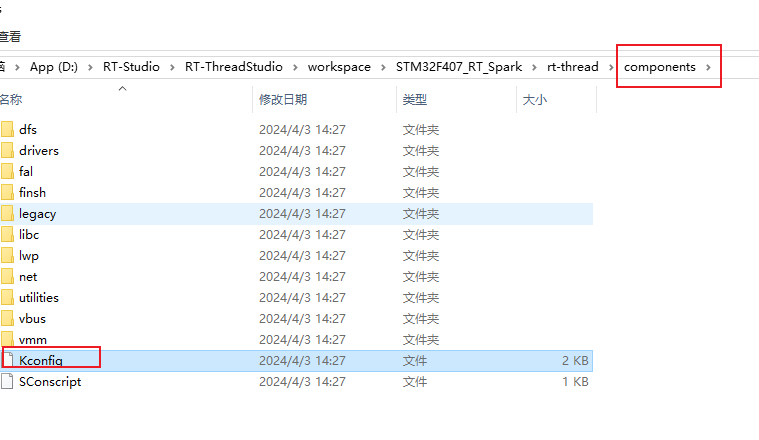 查看
App (D:) > RT-Studio > RT-ThreadStudio > workspace > STM32F407_RT_Spark > rt-thread > components >
名称 修改日期 类型 大小
dfs 2024/4/3 14:27 文件夹
drivers 2024/4/3 14:27 文件夹
fal 2024/4/3 14:27 文件夹
finsh 2024/4/3 14:27 文件夹
legacy 2024/4/3 14:27 文件夹
libc 2024/4/3 14:27 文件夹
lwp 2024/4/3 14:27 文件夹
net 2024/4/3 14:27 文件夹
utilities 2024/4/3 14:27 文件夹
vbus 2024/4/3 14:27 文件夹
vmm 2024/4/3 14:27 文件夹
Kconfig 2024/4/3 14:27 文件 2 KB
SConscript 2024/4/3 14:27 文件 1 KB